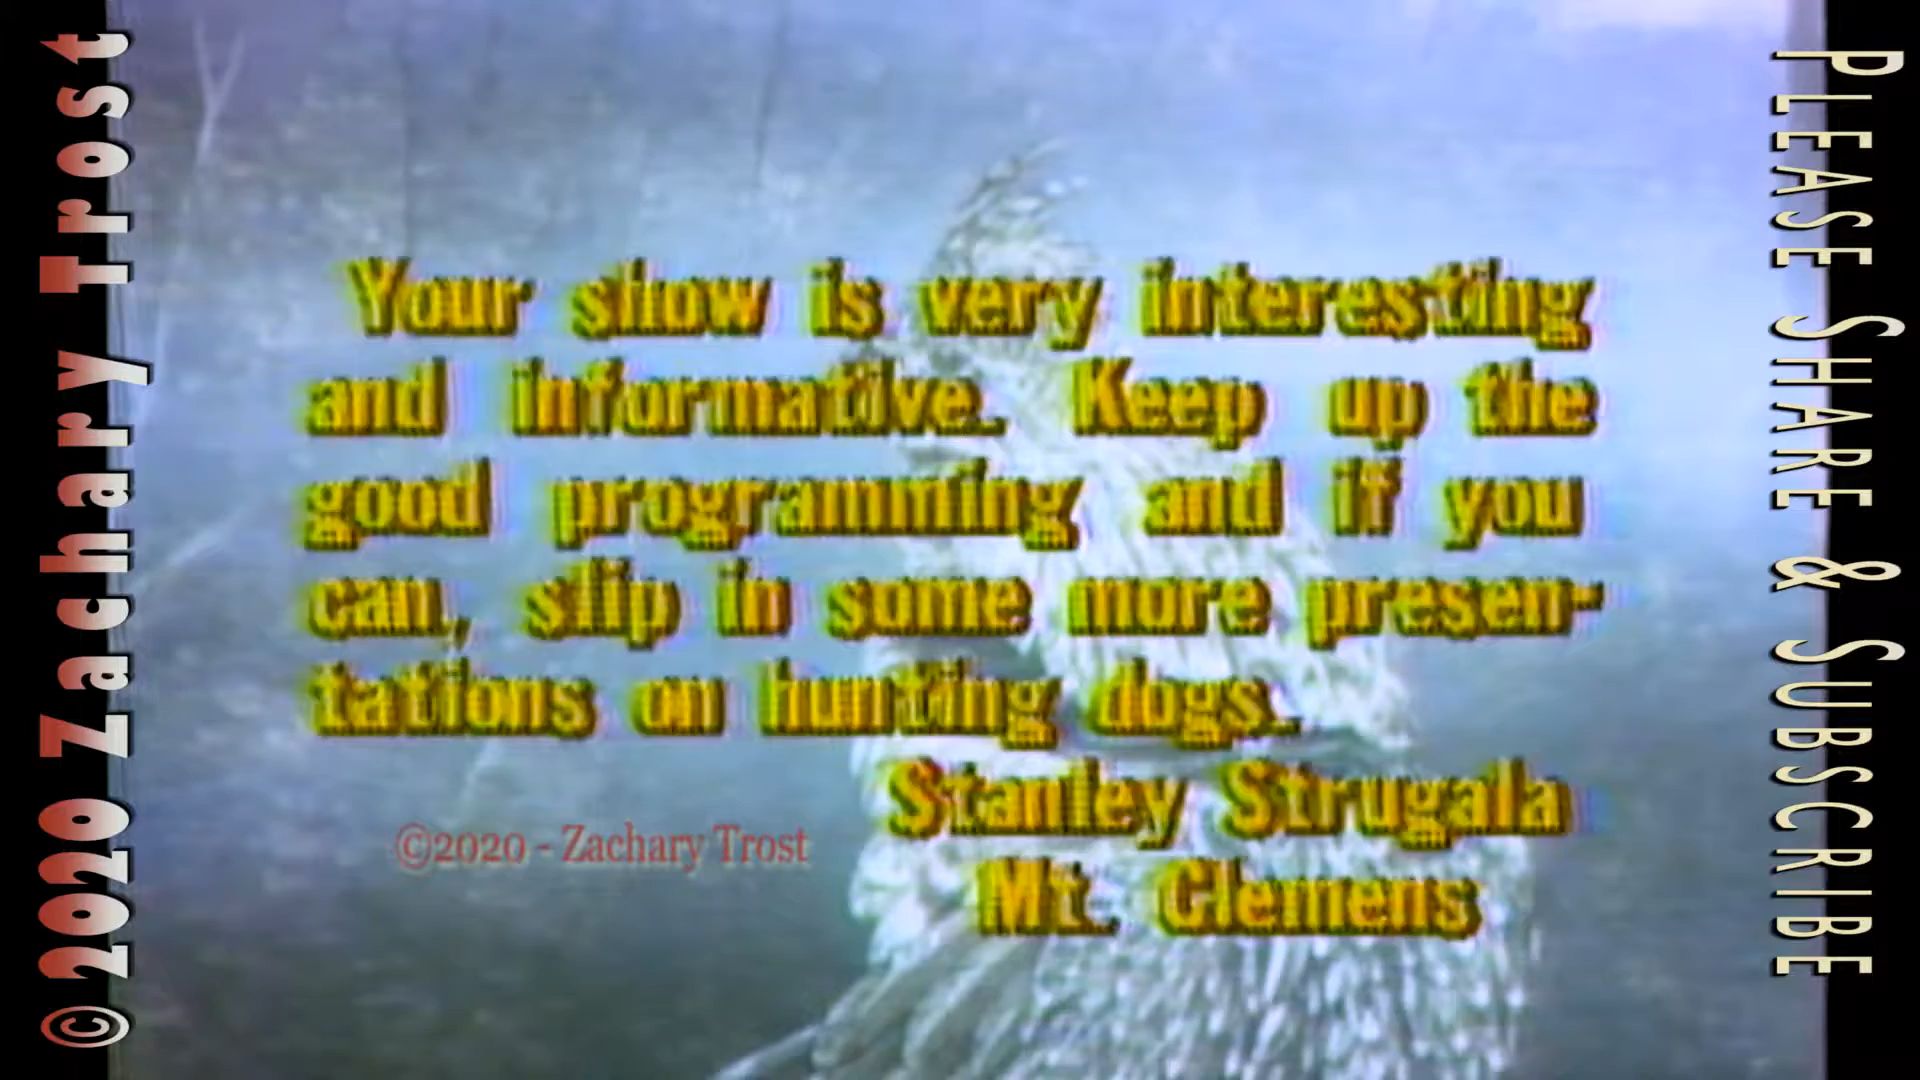 ©2020 Zachary Trost
Your show is very interesting
and informative. Keep up the
good programming and if you
can, slip in some more presen-
tations on hunting dogs.
Stanley Strugala
Mt. Clemens
©2020 - Zachary Trost
PLEASE SHARE & SUBSCRIBE